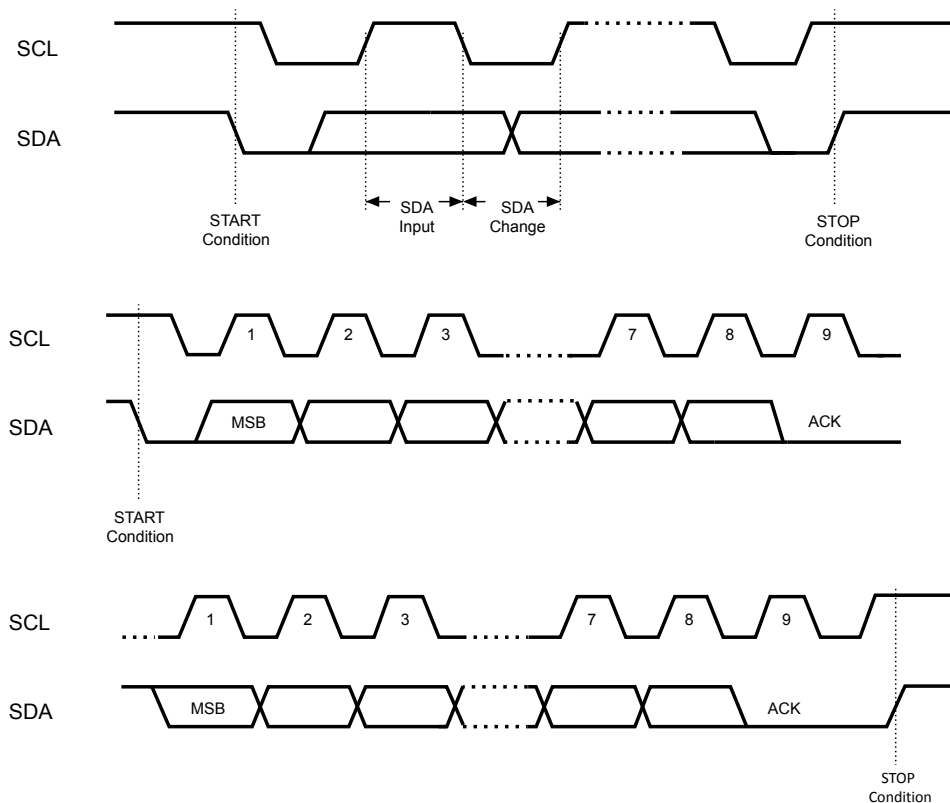 SCL
SDA
START
Condition
SDA
Input
SDA
Change
STOP
Condition
SCL
1 2 3 7 8 9
SDA
MSB ACK
START
Condition
SCL
1 2 3 7 8 9
SDA
MSB ACK
STOP
Condition